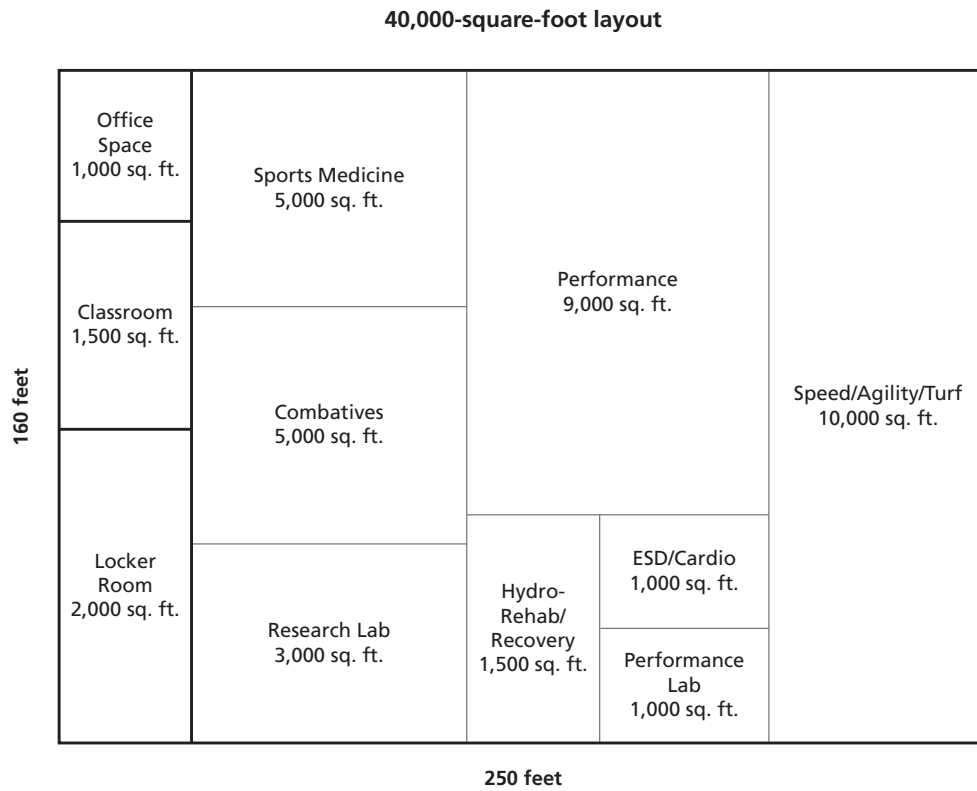 40,000-square-foot layout
Office
Space
1,000 sq. ft.
Classroom
1,500 sq. ft.
Locker
Room
2,000 sq. ft.
Sports Medicine
5,000 sq. ft.
Combatives
5,000 sq. ft.
Research Lab
3,000 sq. ft.
Performance
9,000 sq. ft.
Hydro-
Rehab/
Recovery
1,500 sq. ft.
ESD/Cardio
1,000 sq. ft.
Performance
Lab
1,000 sq. ft.
Speed/Agility/Turf
10,000 sq. ft.
160 feet
250 feet